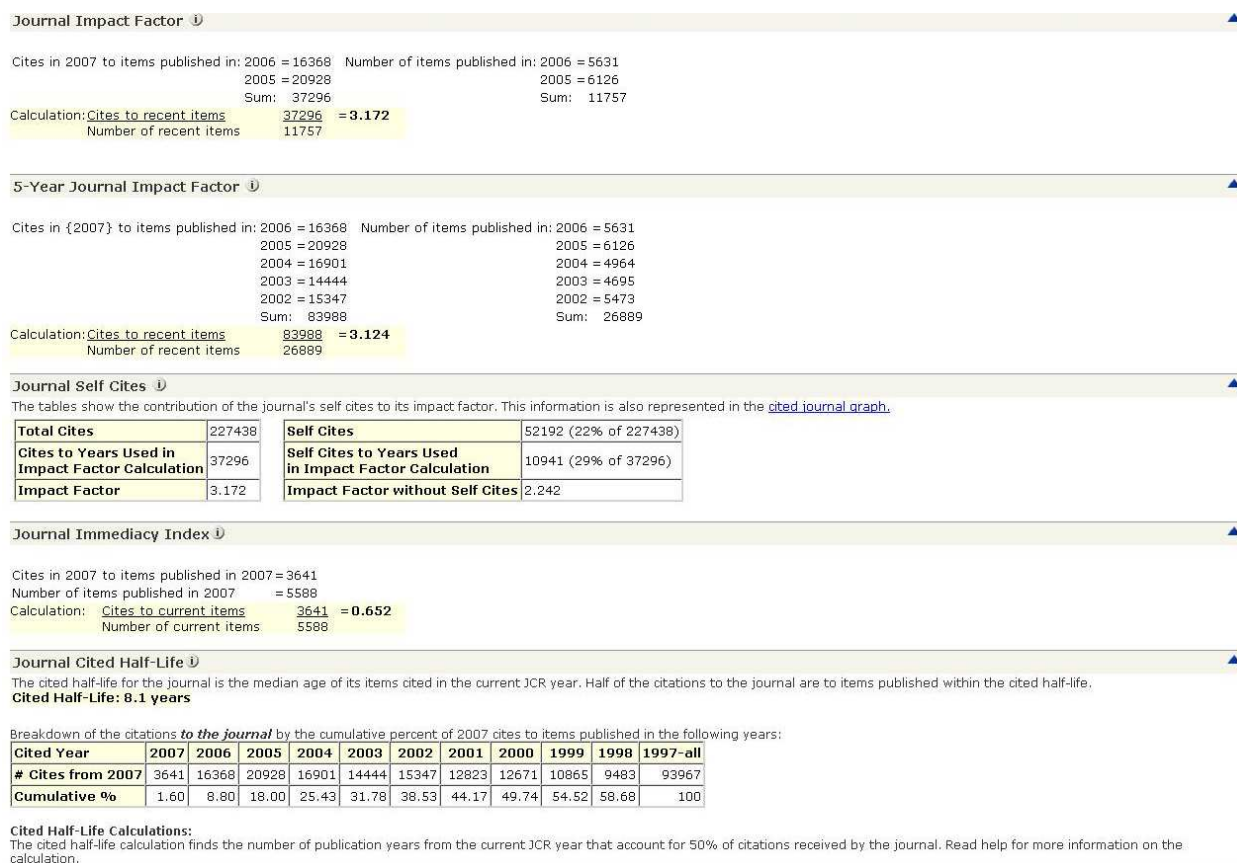 Journal Impact Factor
Cites in 2007 to items published in: 2006 =16368 Number of items published in: 2006 =5631
2005 =20928 2005 =6126
Sum: 37296 Sum: 11757
Calculation: Cites to recent items 37296 =3.172
Number of recent items 11757
5-Year Journal Impact Factor
Cites in {2007} to items published in: 2006 =16368 Number of items published in: 2006 =5631
2005 =20928 2005 =6126
2004 =16901 2004 =4964
2003 =14444 2003 =4695
2002 =15347 2002 =5473
Sum: 83988 Sum: 26889
Calculation: Cites to recent items 83988 =3.124
Number of recent items 26889
Journal Self Cites
The tables show the contribution of the journal's self cites to its impact factor. This information is also represented in the cited journal graph.
Total Cites 227438 Self Cites 52192 (22% of 227438)
Cites to Years Used in
Impact Factor Calculation 37296 Self Cites to Years Used
in Impact Factor Calculation 10941 (29% of 37296)
Impact Factor 3.172 Impact Factor without Self Cites 2.242
Journal Immediacy Index
Cites in 2007 to items published in 2007 = 3641
Number of items published in 2007 = 5588
Calculation: Cites to current items 3641 =0.652
Number of current items 5588
Journal Cited Half-Life
The cited half-life for the journal is the median age of its items cited in the current JCR year. Half of the citations to the journal are to items published within the cited half-life.
Cited Half-Life: 8.1 years
Breakdown of the citations to the journal by the cumulative percent of 2007 cites to items published in the following years:
Cited Year 2007 2006 2005 2004 2003 2002 2001 2000 1999 1998 1997-all
# Cites from 2007 3641 16368 20928 16901 14444 15347 12823 12671 10865 9483 93967
Cumulative % 1.60 8.80 18.00 25.43 31.78 38.53 44.17 49.74 54.52 58.68 100
Cited Half-Life Calculations:
The cited half-life calculation finds the number of publication years from the current JCR year that account for 50% of citations received by the journal. Read help for more information on the
calculation.